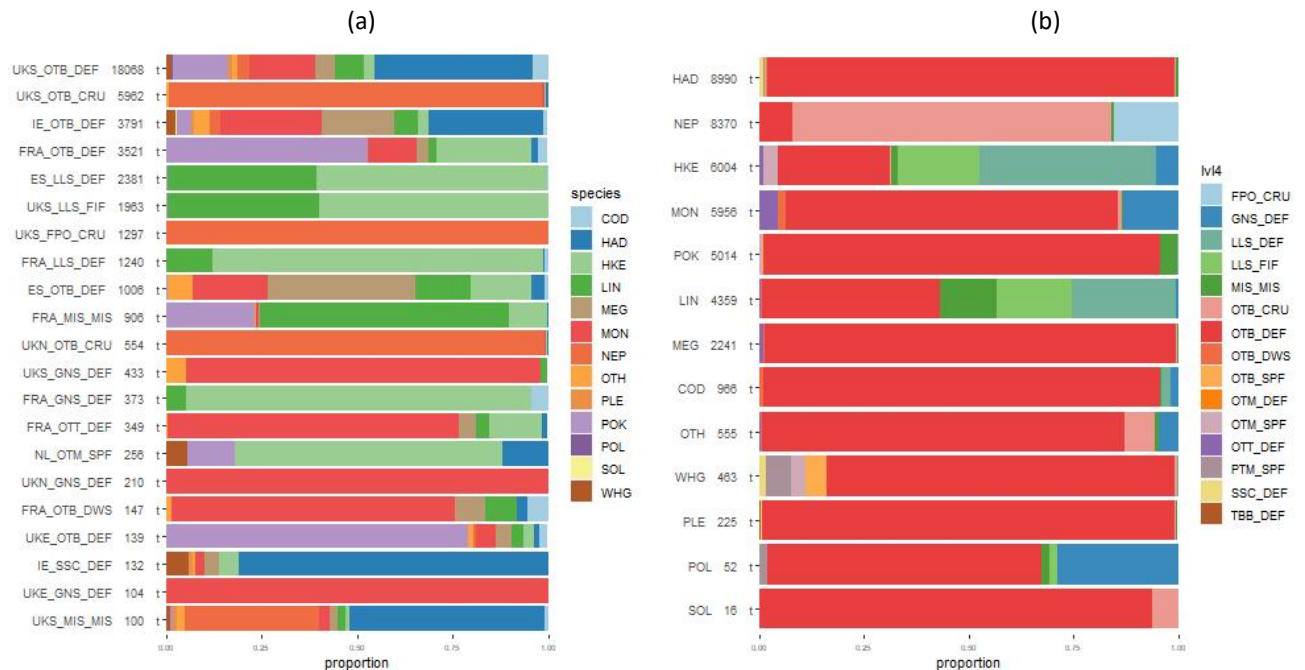 (a)
UKS_OTB_DEF 18068 t
UKS_OTB_CRU 5962 t
IE_OTB_DEF 3791 t
FRA_OTB_DEF 3521 t
ES_LLS_DEF 2381 t
UKS_LLS_FIF 1963 t
UKS_FPO_CRU 1297 t
FRA_LLS_DEF 1240 t
ES_OTB_DEF 1006 t
FRA_MIS_MIS 906 t
UKN_OTB_CRU 554 t
UKS_GNS_DEF 433 t
FRA_GNS_DEF 373 t
FRA_OTT_DEF 349 t
NL_OTM_SPF 256 t
UKN_GNS_DEF 210 t
FRA_OTB_DWS 147 t
UKE_OTB_DEF 139 t
IE_SSC_DEF 132 t
UKE_GNS_DEF 104 t
UKS_MIS_MIS 100 t
0.00 0.25 0.50 0.75 1.00
proportion
species
COD
HAD
HKE
LIN
MEG
MON
NEP
OTH
PLE
POK
POL
SOL
WHG
(b)
HAD 8990 t
NEP 8370 t
HKE 6004 t
MON 5956 t
POK 5014 t
LIN 4359 t
MEG 2241 t
COD 966 t
OTH 555 t
WHG 463 t
PLE 225 t
POL 52 t
SOL 16 t
0.00 0.25 0.50 0.75 1.00
proportion
lvl4
FPO_CRU
GNS_DEF
LLS_DEF
LLS_FIF
MIS_MIS
OTB_CRU
OTB_DEF
OTB_DWS
OTB_SPF
OTM_DEF
OTM_SPF
OTT_DEF
PTM_SPF
SSC_DEF
TBB_DEF